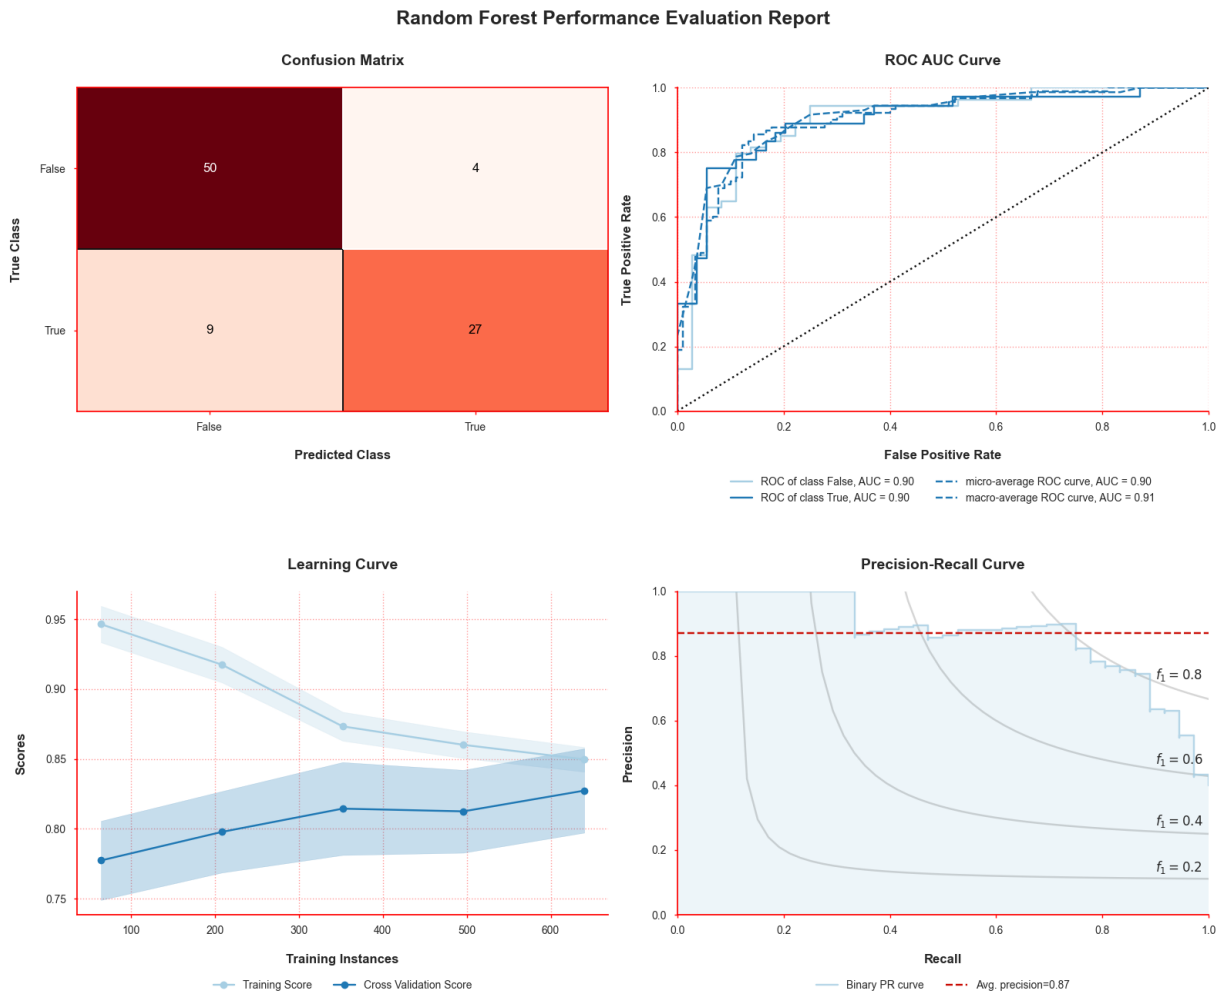 Random Forest Performance Evaluation Report
Confusion Matrix
True Class
False
True
50
4
9
27
False
True
Predicted Class
ROC AUC Curve
True Positive Rate
1.0
0.8
0.6
0.4
0.2
0.0
0.0
0.2
0.4
0.6
0.8
1.0
False Positive Rate
ROC of class False, AUC = 0.90
micro-average ROC curve, AUC = 0.90
ROC of class True, AUC = 0.90
macro-average ROC curve, AUC = 0.91
Learning Curve
Scores
0.95
0.90
0.85
0.80
0.75
100
200
300
400
500
600
Training Instances
Training Score
Cross Validation Score
Precision-Recall Curve
Precision
1.0
0.8
0.6
0.4
0.2
0.0
f₁ = 0.8
f₁ = 0.6
f₁ = 0.4
f₁ = 0.2
0.0
0.2
0.4
0.6
0.8
1.0
Recall
Binary PR curve
Avg. precision=0.87